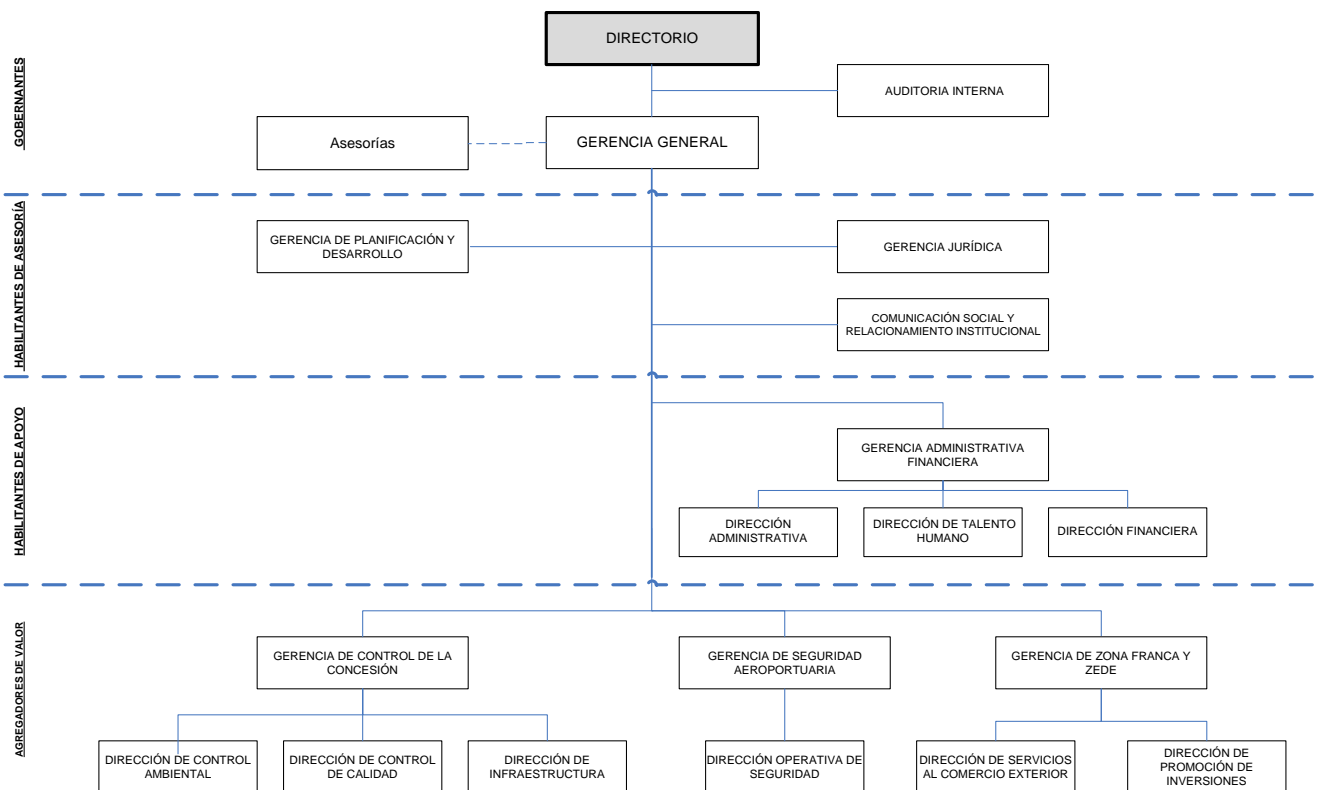 DIRECTORIO
GOBERNANTES
AUDITORIA INTERNA
Asesorías
GERENCIA GENERAL
HABILITANTES DE ASESORÍA
GERENCIA DE PLANIFICACIÓN Y
DESARROLLO
GERENCIA JURÍDICA
COMUNICACIÓN SOCIAL Y
RELACIONAMIENTO INSTITUCIONAL
HABILITANTES DE APOYO
GERENCIA ADMINISTRATIVA
FINANCIERA
DIRECCIÓN
ADMINISTRATIVA
DIRECCIÓN DE TALENTO
HUMANO
DIRECCIÓN FINANCIERA
AGREGADORES DE VALOR
GERENCIA DE CONTROL DE LA
CONCESIÓN
GERENCIA DE SEGURIDAD
AEROPORTUARIA
GERENCIA DE ZONA FRANCA Y
ZEDE
DIRECCIÓN DE CONTROL
AMBIENTAL
DIRECCIÓN DE CONTROL
DE CALIDAD
DIRECCIÓN DE
INFRAESTRUCTURA
DIRECCIÓN OPERATIVA DE
SEGURIDAD
DIRECCIÓN DE SERVICIOS
AL COMERCIO EXTERIOR
DIRECCIÓN DE
PROMOCIÓN DE
INVERSIONES